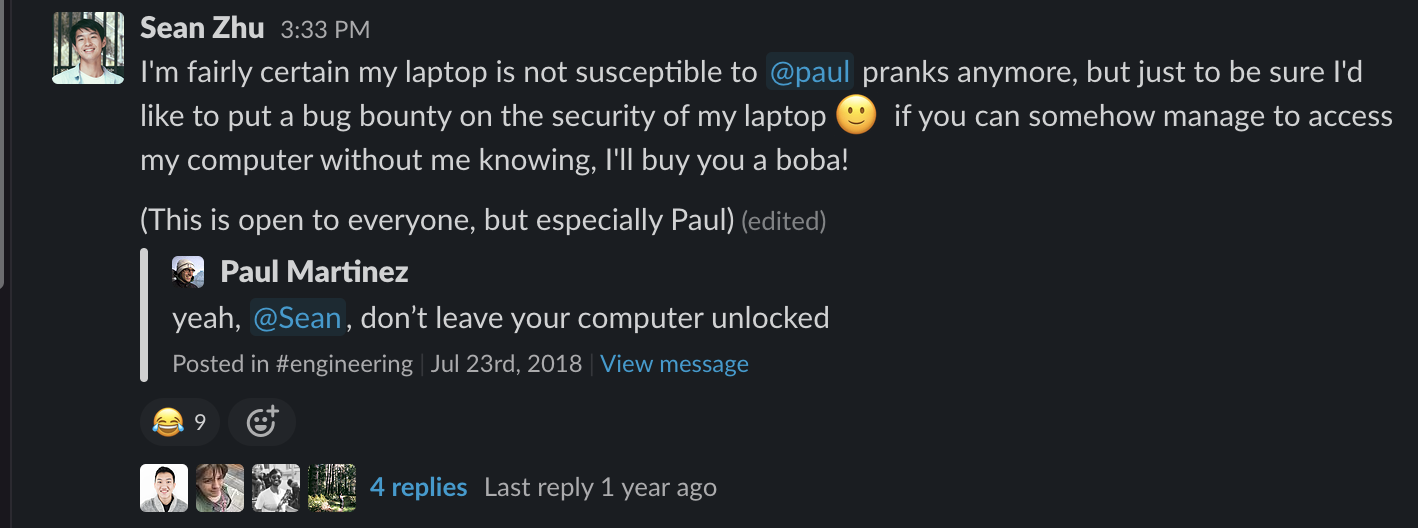 Sean Zhu 3:33 PM
I'm fairly certain my laptop is not susceptible to @paul pranks anymore, but just to be sure I'd
like to put a bug bounty on the security of my laptop 🙂 if you can somehow manage to access
my computer without me knowing, I'll buy you a boba!
(This is open to everyone, but especially Paul) (edited)
Paul Martinez
yeah, @Sean, don’t leave your computer unlocked
Posted in #engineering | Jul 23rd, 2018 | View message
😂 9
4 replies Last reply 1 year ago